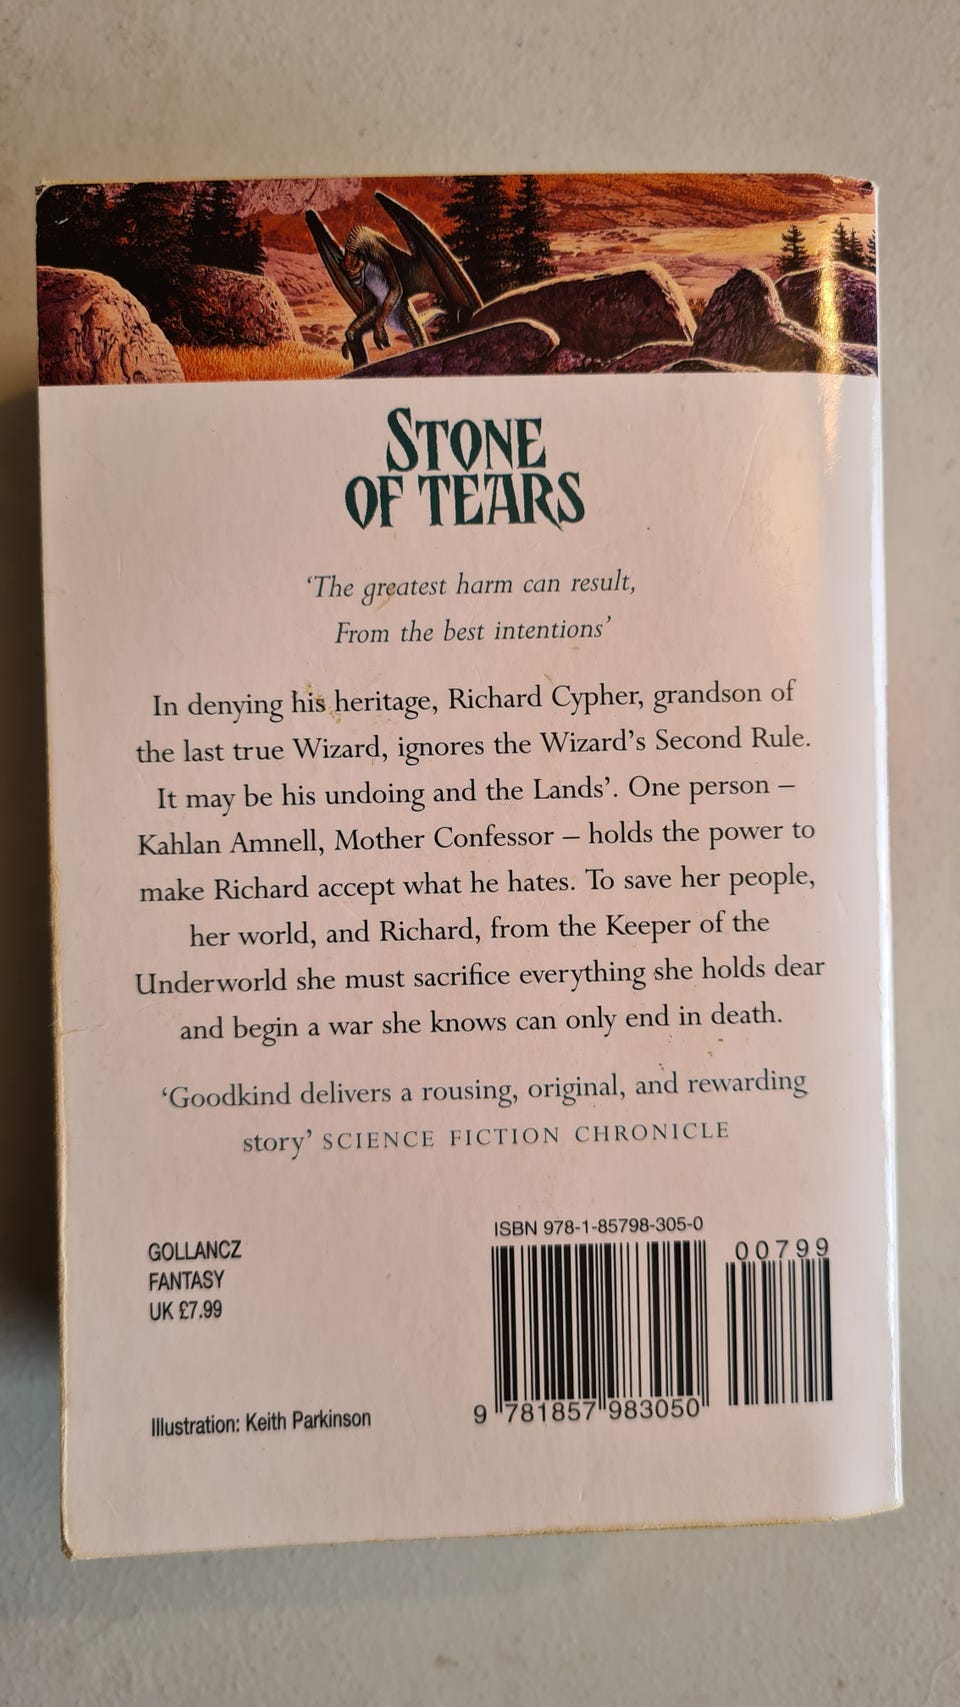 STONE
OF TEARS
‘The greatest harm can result,
From the best intentions’
In denying his heritage, Richard Cypher, grandson of
the last true Wizard, ignores the Wizard’s Second Rule.
It may be his undoing and the Lands’. One person –
Kahlan Amnell, Mother Confessor – holds the power to
make Richard accept what he hates. To save her people,
her world, and Richard, from the Keeper of the
Underworld she must sacrifice everything she holds dear
and begin a war she knows can only end in death.
‘Goodkind delivers a rousing, original, and rewarding
story’ SCIENCE FICTION CHRONICLE
GOLLANCZ
FANTASY
UK £7.99
Illustration: Keith Parkinson
ISBN 978-1-85798-305-0
00799
9 781857 983050